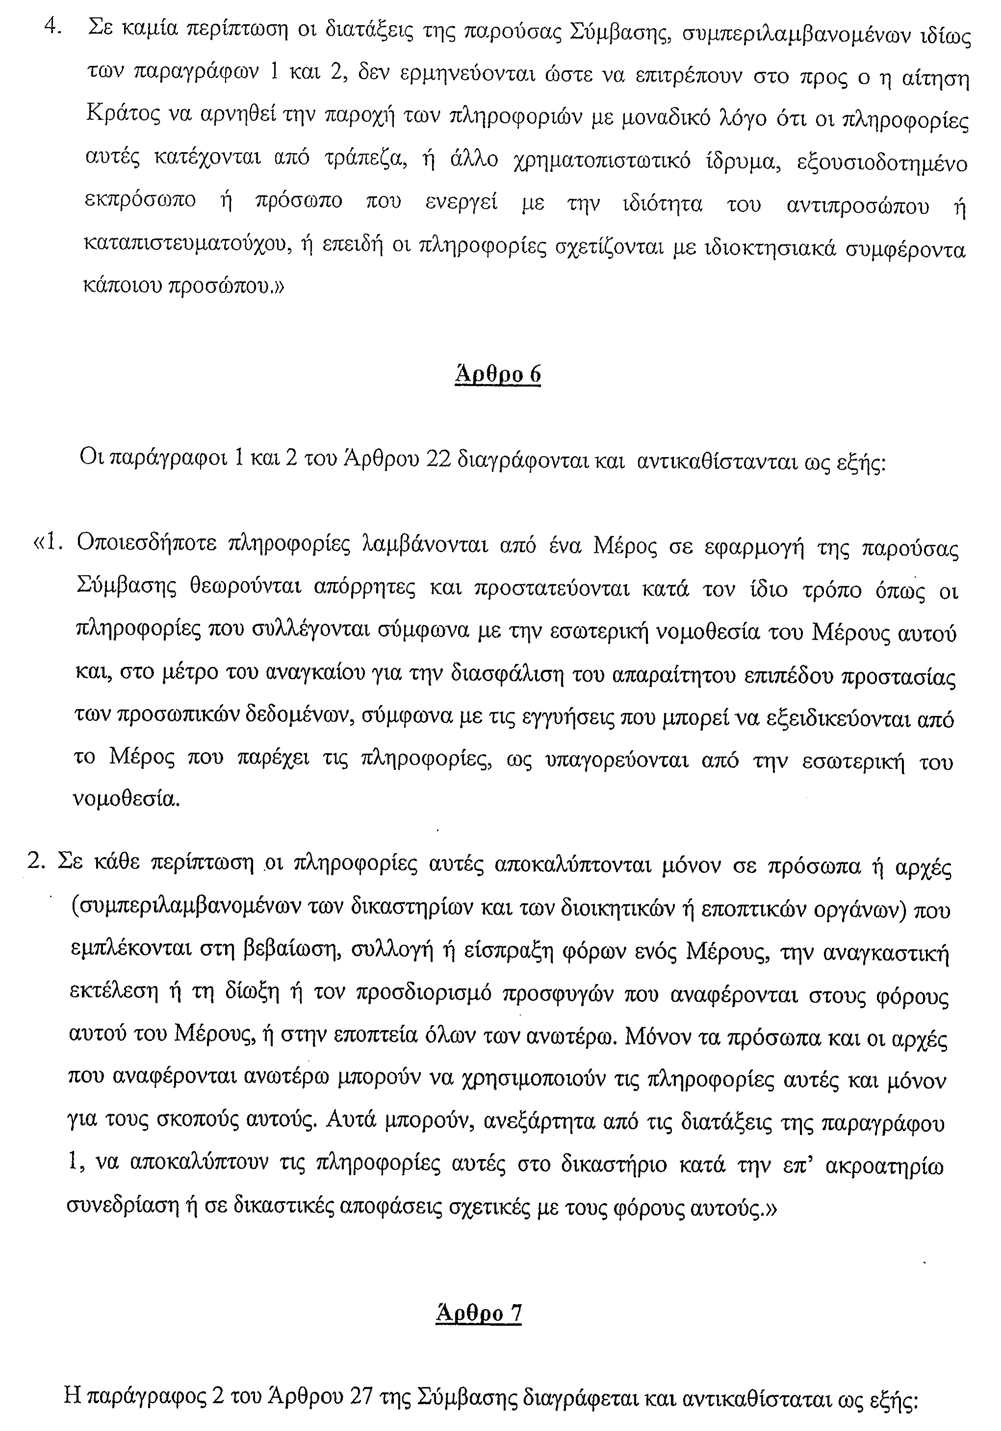 4. Σε καμία περίπτωση οι διατάξεις της παρούσας Σύμβασης, συμπεριλαμβανομένων ιδίως
των παραγράφων 1 και 2, δεν ερμηνεύονται ώστε να επιτρέπουν στο προς ο η αίτηση
Κράτος να αρνηθεί την παροχή των πληροφοριών με μοναδικό λόγο ότι οι πληροφορίες
αυτές κατέχονται από τράπεζα, ή άλλο χρηματοπιστωτικό ίδρυμα, εξουσιοδοτημένο
εκπρόσωπο ή πρόσωπο που ενεργεί με την ιδιότητα του αντιπροσώπου ή
καταπιστευματούχου, ή επειδή οι πληροφορίες σχετίζονται με ιδιοκτησιακά συμφέροντα
κάποιου προσώπου.»
Άρθρο 6
Οι παράγραφοι 1 και 2 του Άρθρου 22 διαγράφονται και αντικαθίστανται ως εξής:
«1. Οποιεσδήποτε πληροφορίες λαμβάνονται από ένα Μέρος σε εφαρμογή της παρούσας
Σύμβασης θεωρούνται απόρρητες και προστατεύονται κατά τον ίδιο τρόπο όπως οι
πληροφορίες που συλλέγονται σύμφωνα με την εσωτερική νομοθεσία του Μέρους αυτού
και, στο μέτρο του αναγκαίου για την διασφάλιση του απαραίτητου επιπέδου προστασίας
των προσωπικών δεδομένων, σύμφωνα με τις εγγυήσεις που μπορεί να εξειδικεύονται από
το Μέρος που παρέχει τις πληροφορίες, ως υπαγορεύονται από την εσωτερική του
νομοθεσία.
2. Σε κάθε περίπτωση οι πληροφορίες αυτές αποκαλύπτονται μόνον σε πρόσωπα ή αρχές
(συμπεριλαμβανομένων των δικαστηρίων και των διοικητικών ή εποπτικών οργάνων) που
εμπλέκονται στη βεβαίωση, συλλογή ή είσπραξη φόρων ενός Μέρους, την αναγκαστική
εκτέλεση ή τη δίωξη ή τον προσδιορισμό προσφυγών που αναφέρονται στους φόρους
αυτού του Μέρους, ή στην εποπτεία όλων των ανωτέρω. Μόνον τα πρόσωπα και οι αρχές
που αναφέρονται ανωτέρω μπορούν να χρησιμοποιούν τις πληροφορίες αυτές και μόνον
για τους σκοπούς αυτούς. Αυτά μπορούν, ανεξάρτητα από τις διατάξεις της παραγράφου
1, να αποκαλύπτουν τις πληροφορίες αυτές στο δικαστήριο κατά την επ’ ακροατηρίω
συνεδρίαση ή σε δικαστικές αποφάσεις σχετικές με τους φόρους αυτούς.»
Άρθρο 7
Η παράγραφος 2 του Άρθρου 27 της Σύμβασης διαγράφεται και αντικαθίσταται ως εξής: